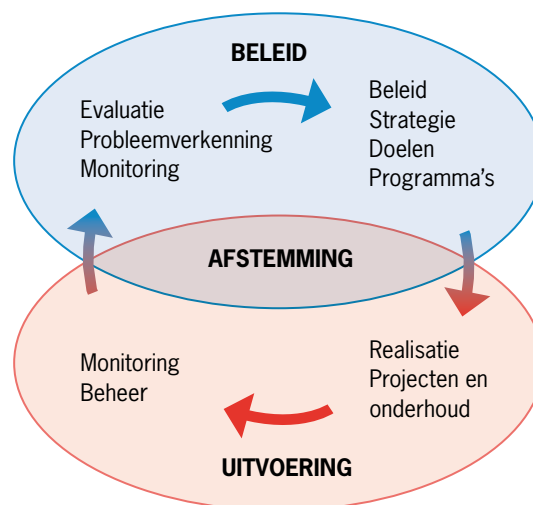 BELEID
Evaluatie
Probleemverkenning
Monitoring
Beleid
Strategie
Doelen
Programma's
AFSTEMMING
Monitoring
Beheer
Realisatie
Projecten en
onderhoud
UITVOERING